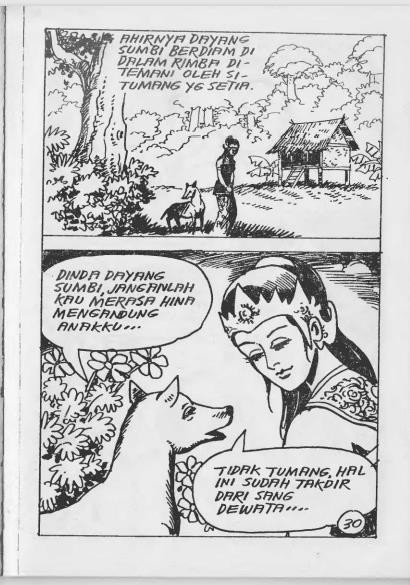 AHIRNYA DAYANG
SUMBI BERDIAM DI
DALAM RIMBA DI-
TEMANI OLEH SI-
TUMANG YG SETIA.
DINDA DAYANG
SUMBI, JANGANLAH
KAU MERASA HINA
MENGANDUNG
ANAKKU...
TIDAK TUMANG, HAL
INI SUDAH TAKDIR
DARI SANG
DEWATA....
30